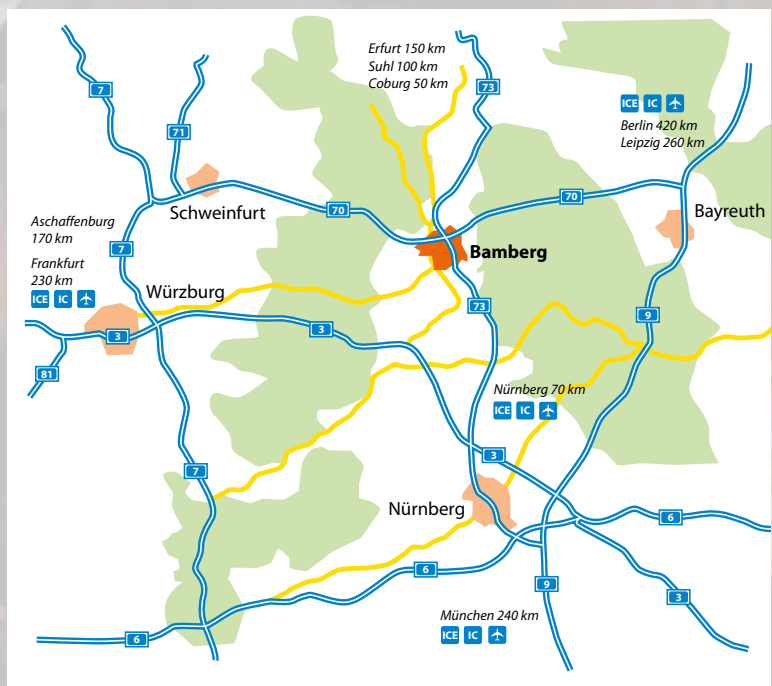 Erfurt 150 km
Suhl 100 km
Coburg 50 km
7
73
71
ICE IC
Berlin 420 km
Leipzig 260 km
Schweinfurt
70
70
Bayreuth
Aschaffenburg
170 km
7
Bamberg
Frankfurt
230 km
ICE IC
Würzburg
73
9
3
3
81
Nürnberg 70 km
ICE IC
3
7
Nürnberg
6
6
9
3
München 240 km
ICE IC
6